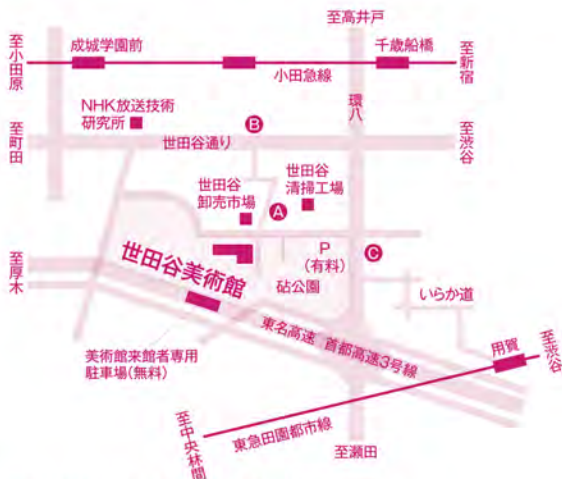 至高井戸
至小田原
成城学園前
千歳船橋
至新宿
小田急線
環八
NHK放送技術
研究所
B
至町田
世田谷通り
至渋谷
世田谷
卸売市場
世田谷
清掃工場
A
P
(有料)
C
世田谷美術館
砧公園
至厚木
いらか道
東名高速 首都高速3号線
美術館来館者専用
駐車場(無料)
用賀
至渋谷
至中央林間
東急田園都市線
至瀬田